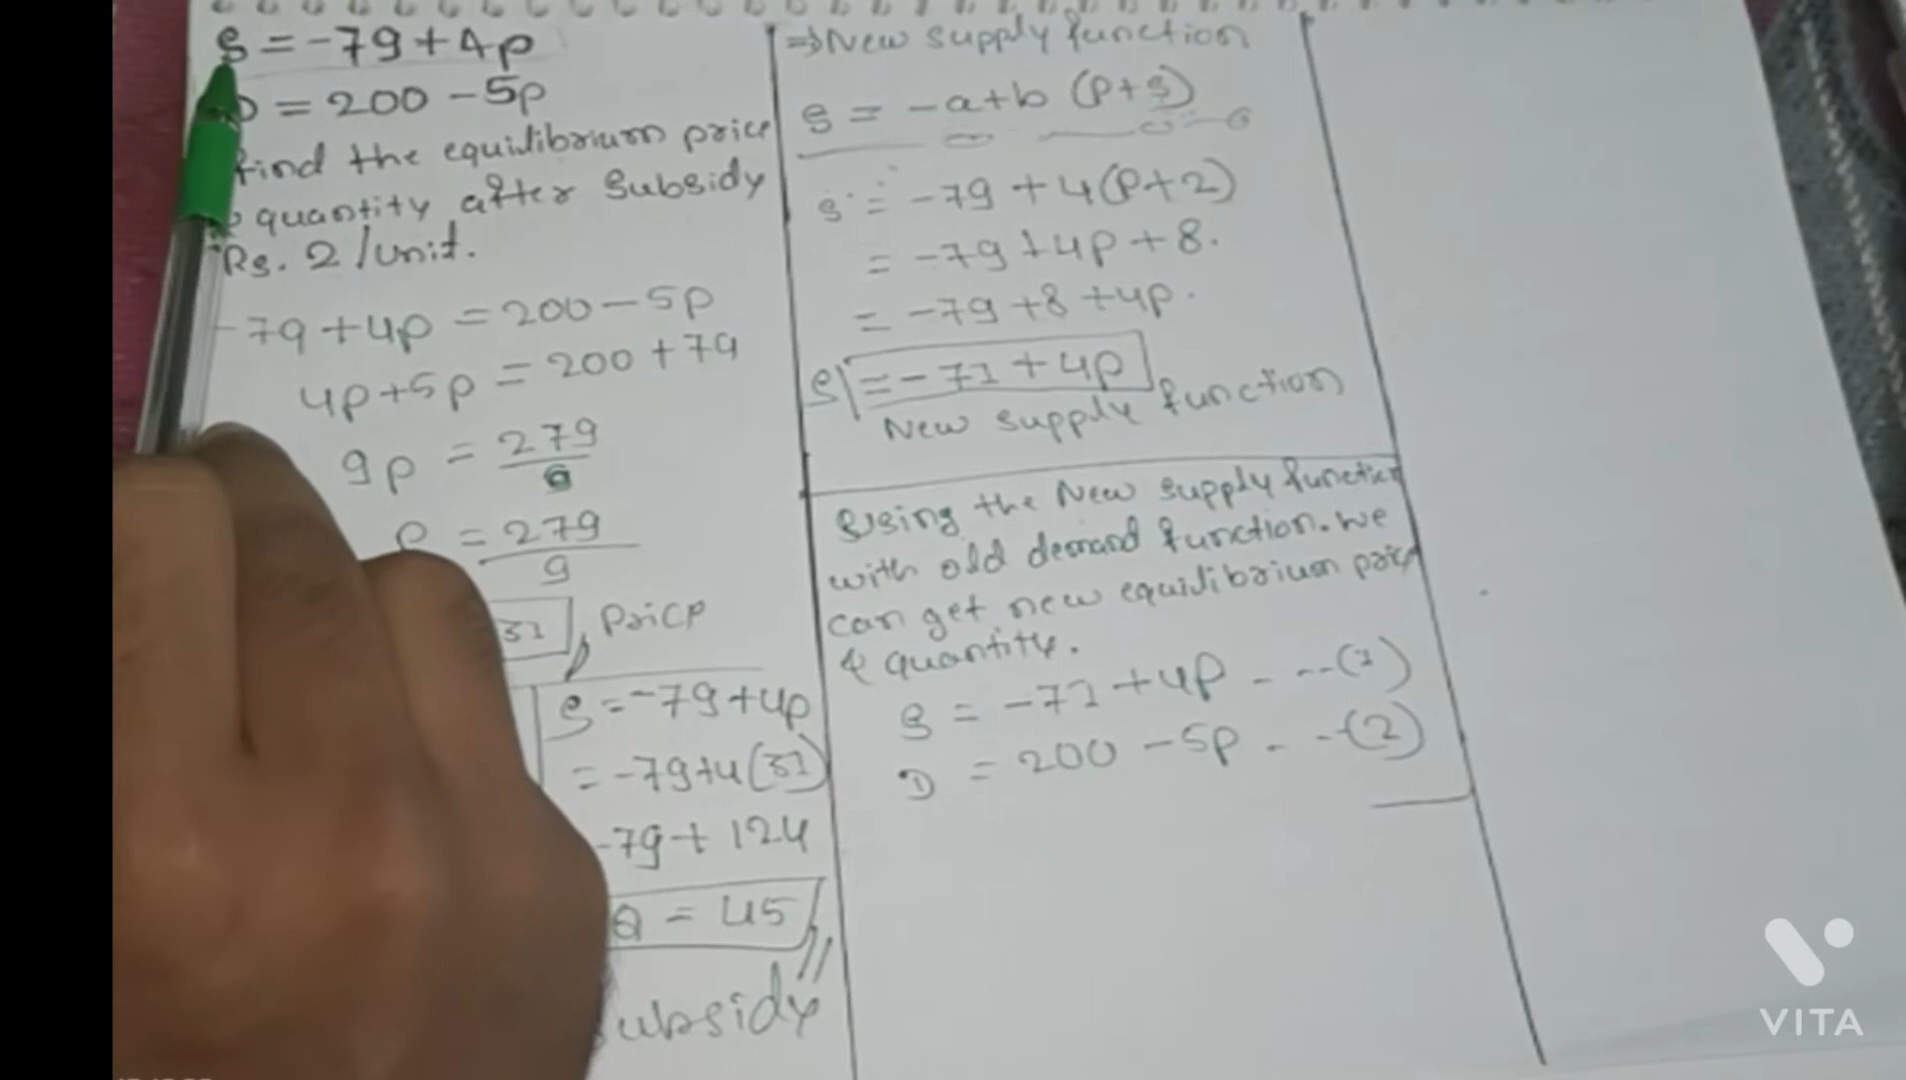 S = -79+4p
D = 200 - 5p
find the equilibrium price
& quantity after subsidy
Rs. 2/unit.
-79+4p = 200-5p
4p+5p = 200+79
9p = 279
9
p = 279
9
31 Price
S = -79+4p
= -79+4(31)
-79+ 124
Q = 45
subsidy
⇒ New supply function
S = -a+b (p+s)
S = -79 + 4(p+2)
= -79+4p+8.
= -79+8+4p.
S = -71+4p
New supply function
Using the New supply function
with old demand function. we
can get new equilibrium price
& quantity.
S = -71+4p - --(1)
D = 200 -5p - --(2)
VITA